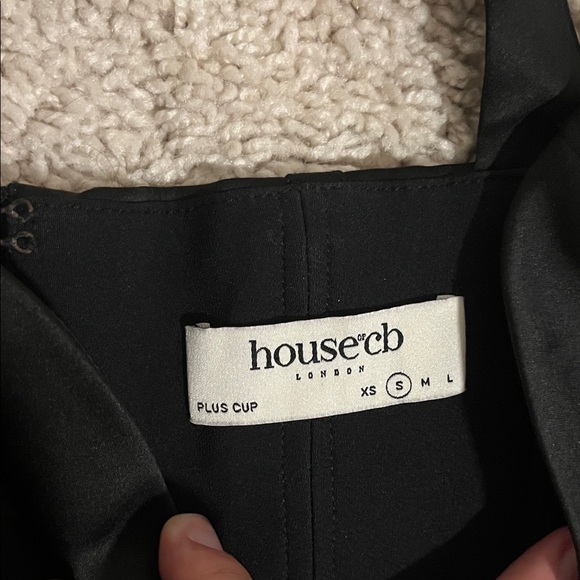 house OF cb
LONDON
XS S M L
PLUS CUP